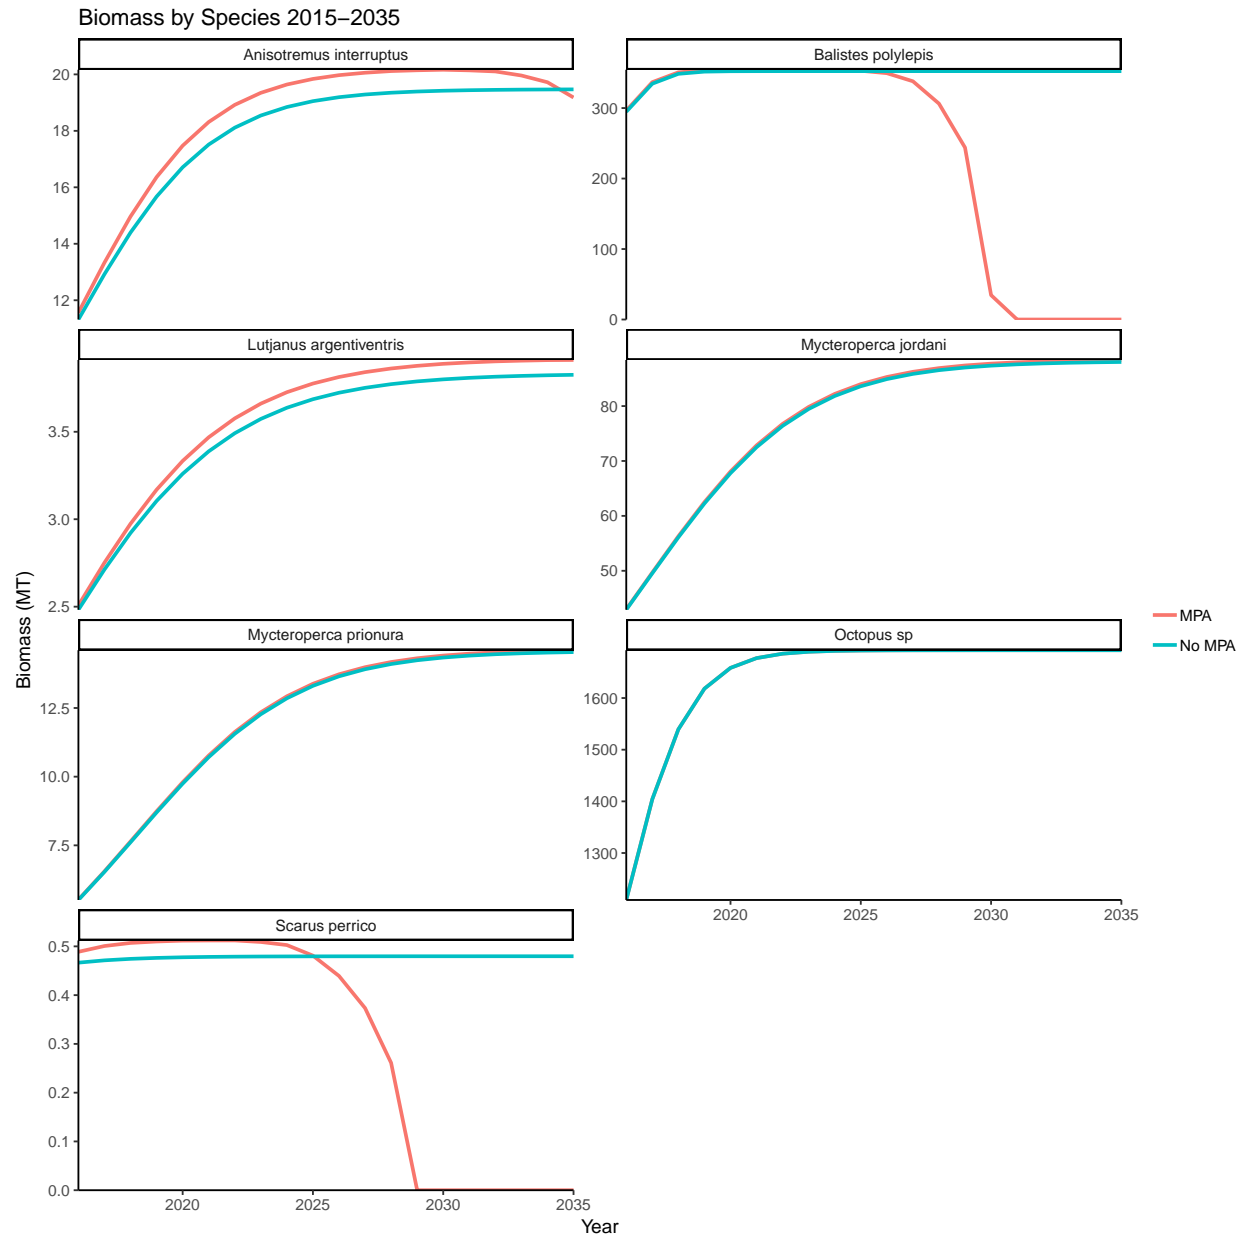 Biomass by Species 2015−2035
Anisotremus interruptus
20
18
16
14
12
Balistes polylepis
300
200
100
0
Lutjanus argentiventris
3.5
3.0
2.5
Mycteroperca jordani
80
70
60
50
Mycteroperca prionura
12.5
10.0
7.5
Octopus sp
1600
1500
1400
1300
2020 2025 2030 2035
Scarus perrico
0.5
0.4
0.3
0.2
0.1
0.0
2020 2025 2030 2035
Year
Biomass (MT)
MPA
No MPA